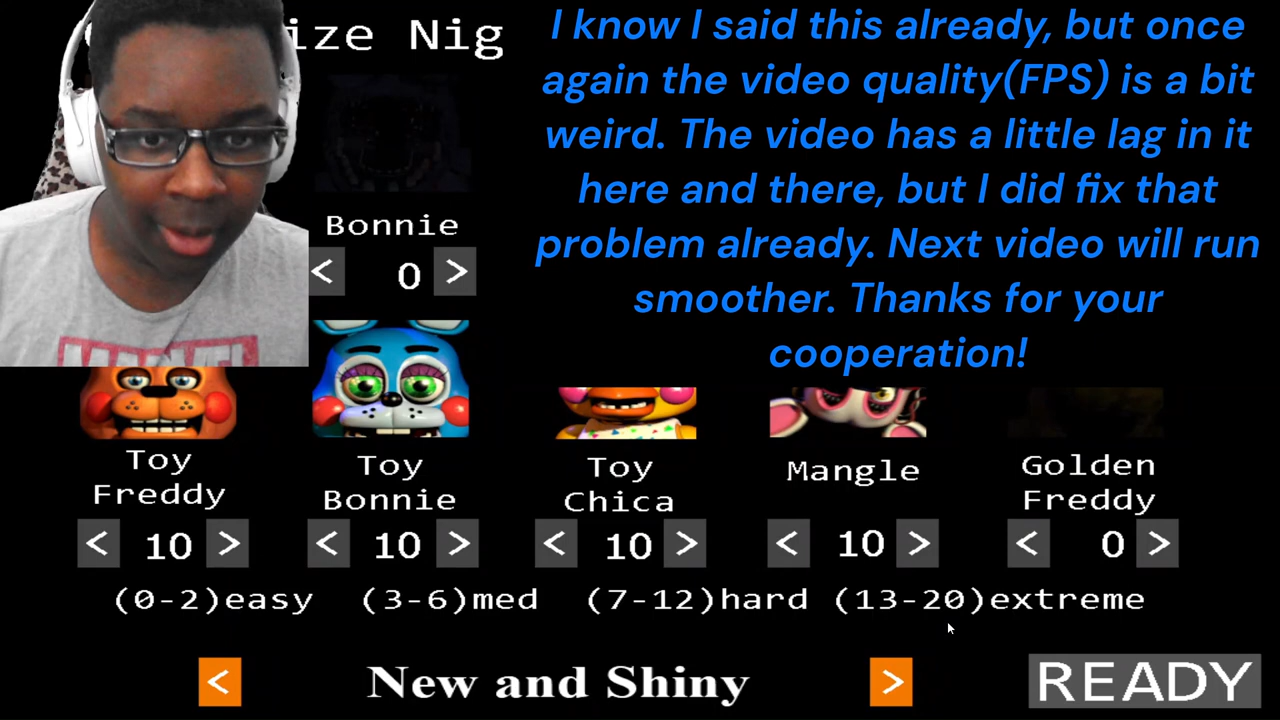 ize Nig
I know I said this already, but once
again the video quality(FPS) is a bit
weird. The video has a little lag in it
here and there, but I did fix that
problem already. Next video will run
smoother. Thanks for your
cooperation!
Bonnie
< 0 >
Toy
Freddy
Toy
Bonnie
Toy
Chica
Mangle
Golden
Freddy
< 10 > < 10 > < 10 > < 10 > < 0 >
(0-2)easy (3-6)med (7-12)hard (13-20)extreme
< New and Shiny > READY